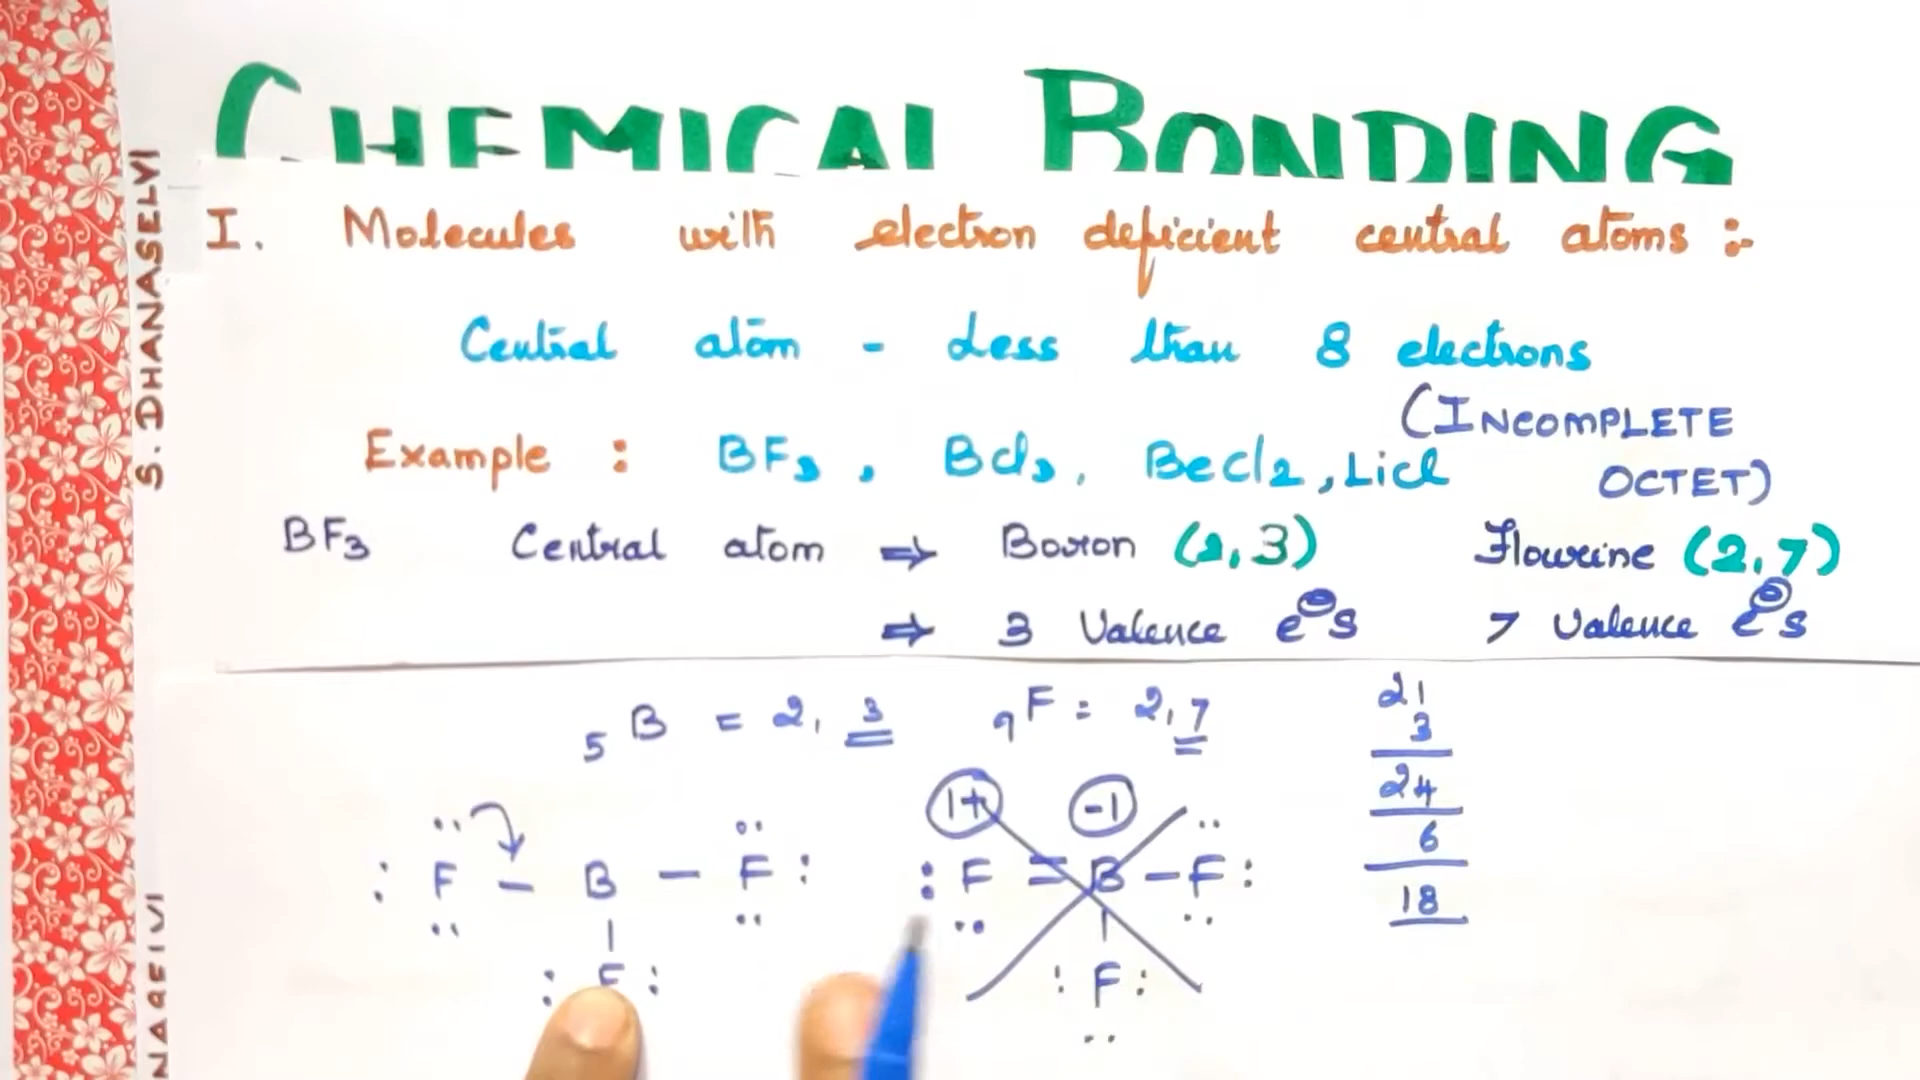 CHEMICAL BONDING
I. Molecules with electron deficient central atoms :-
Central atom - Less than 8 electrons
(INCOMPLETE
OCTET)
Example : BF3, BCl3, BeCl2, LiCl
BF3 Central atom ⇒ Boron (2,3) Flourine (2,7)
⇒ 3 Valence e⊖s 7 Valence e⊖s
5 B = 2, 3 9 F = 2, 7
21
3
24
6
18
1+ -1
: F - B - F : : F = B - F :
F : : F :
S. DHANASELVI